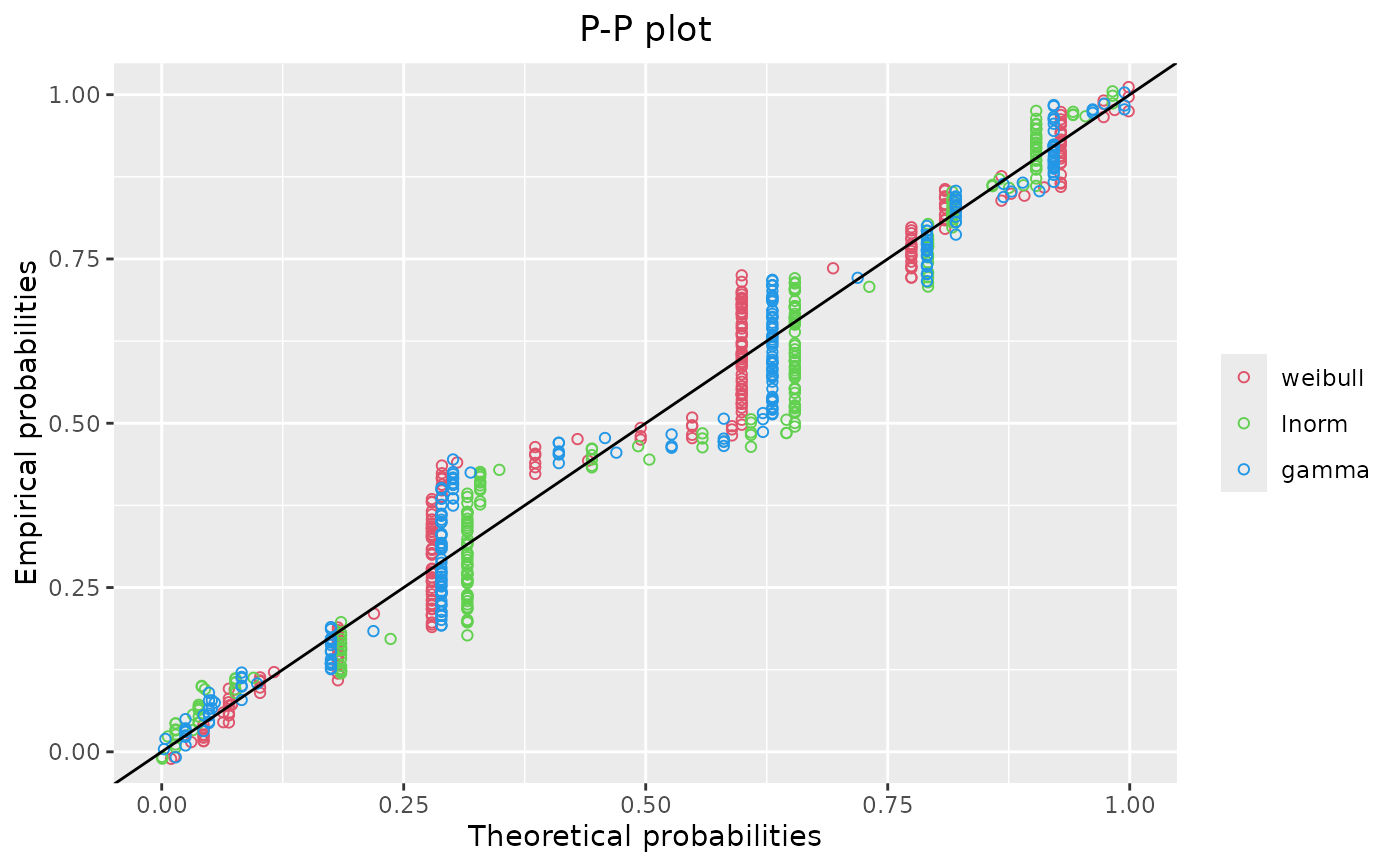 P-P plot
Empirical probabilities
1.00
0.75
0.50
0.25
0.00
0.00 0.25 0.50 0.75 1.00
Theoretical probabilities
weibull
lnorm
gamma